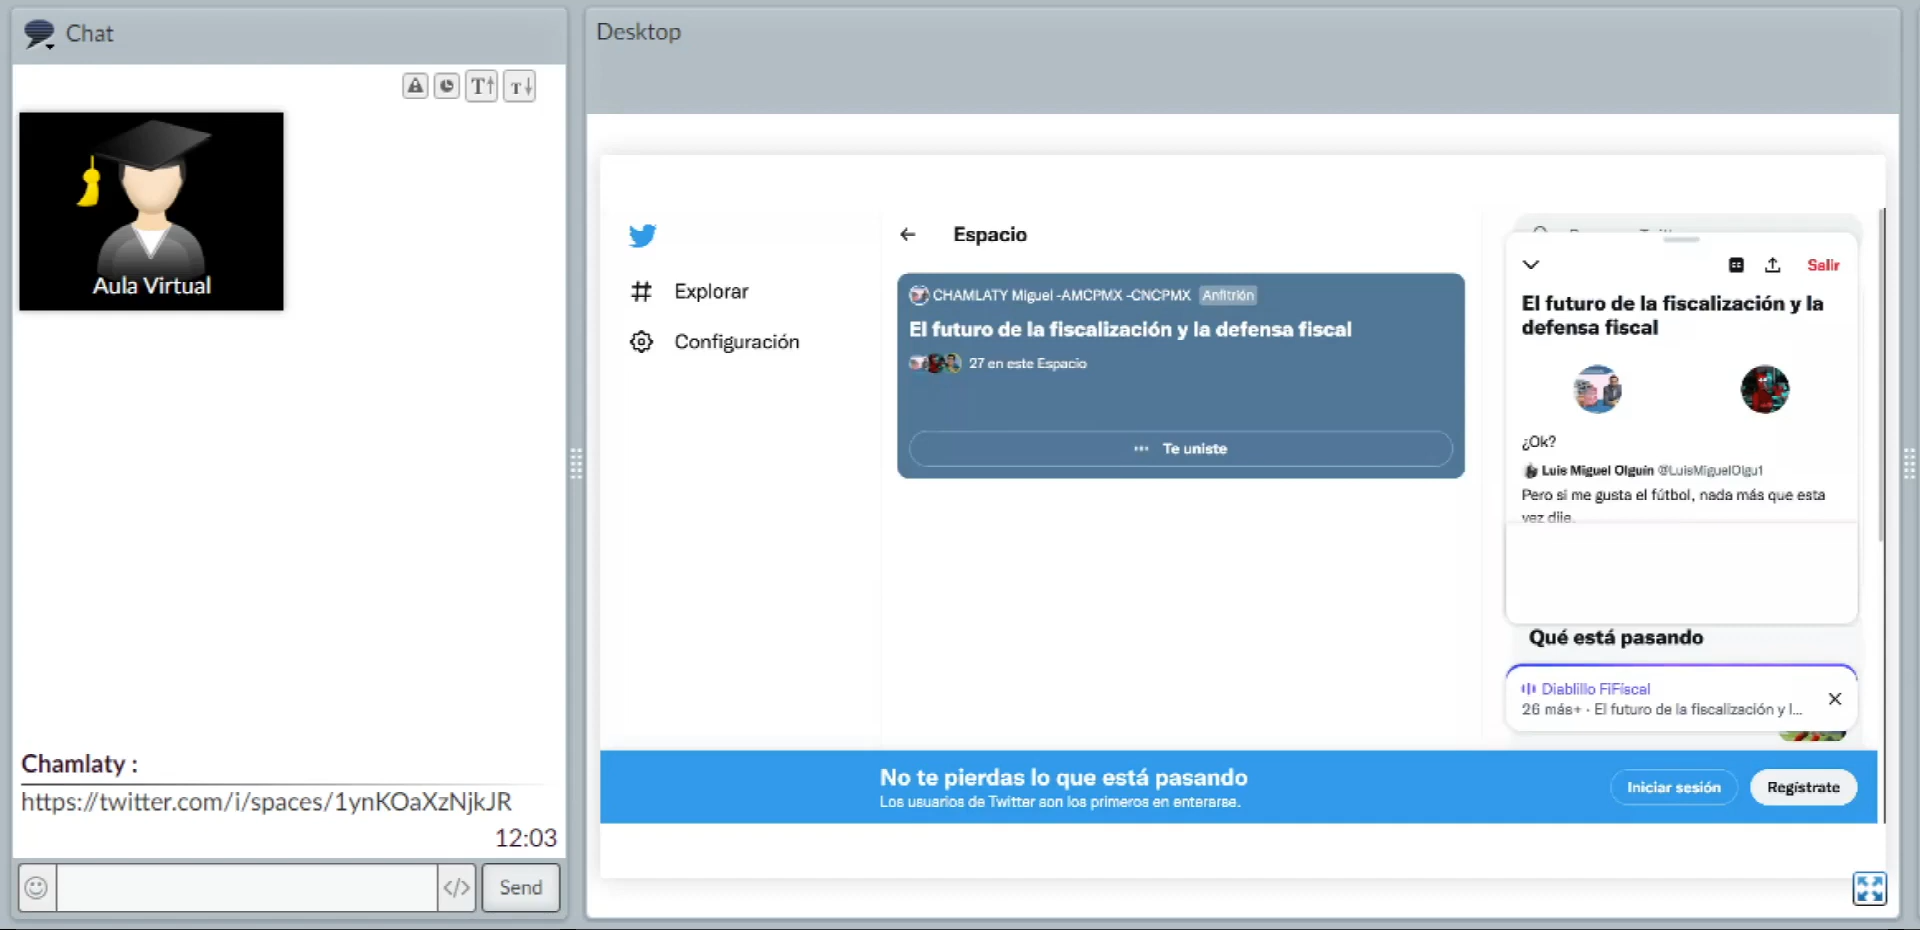 Chat
Aula Virtual
Chamlaty :
https://twitter.com/i/spaces/1ynKOaXzNjkJR
12:03
Send
Desktop
Explorar
Configuración
Espacio
CHAMLATY Miguel -AMCPMX -CNCPMX Anfitrión
El futuro de la fiscalización y la defensa fiscal
27 en este Espacio
··· Te uniste
Salir
El futuro de la fiscalización y la
defensa fiscal
¿Ok?
Luis Miguel Olguín @LuisMiguelOlgu1
Pero si me gusta el fútbol, nada más que esta
vez dije.
Qué está pasando
Diablillo FiFiscal
26 más+ · El futuro de la fiscalización y l...
No te pierdas lo que está pasando
Los usuarios de Twitter son los primeros en enterarse.
Iniciar sesión
Regístrate